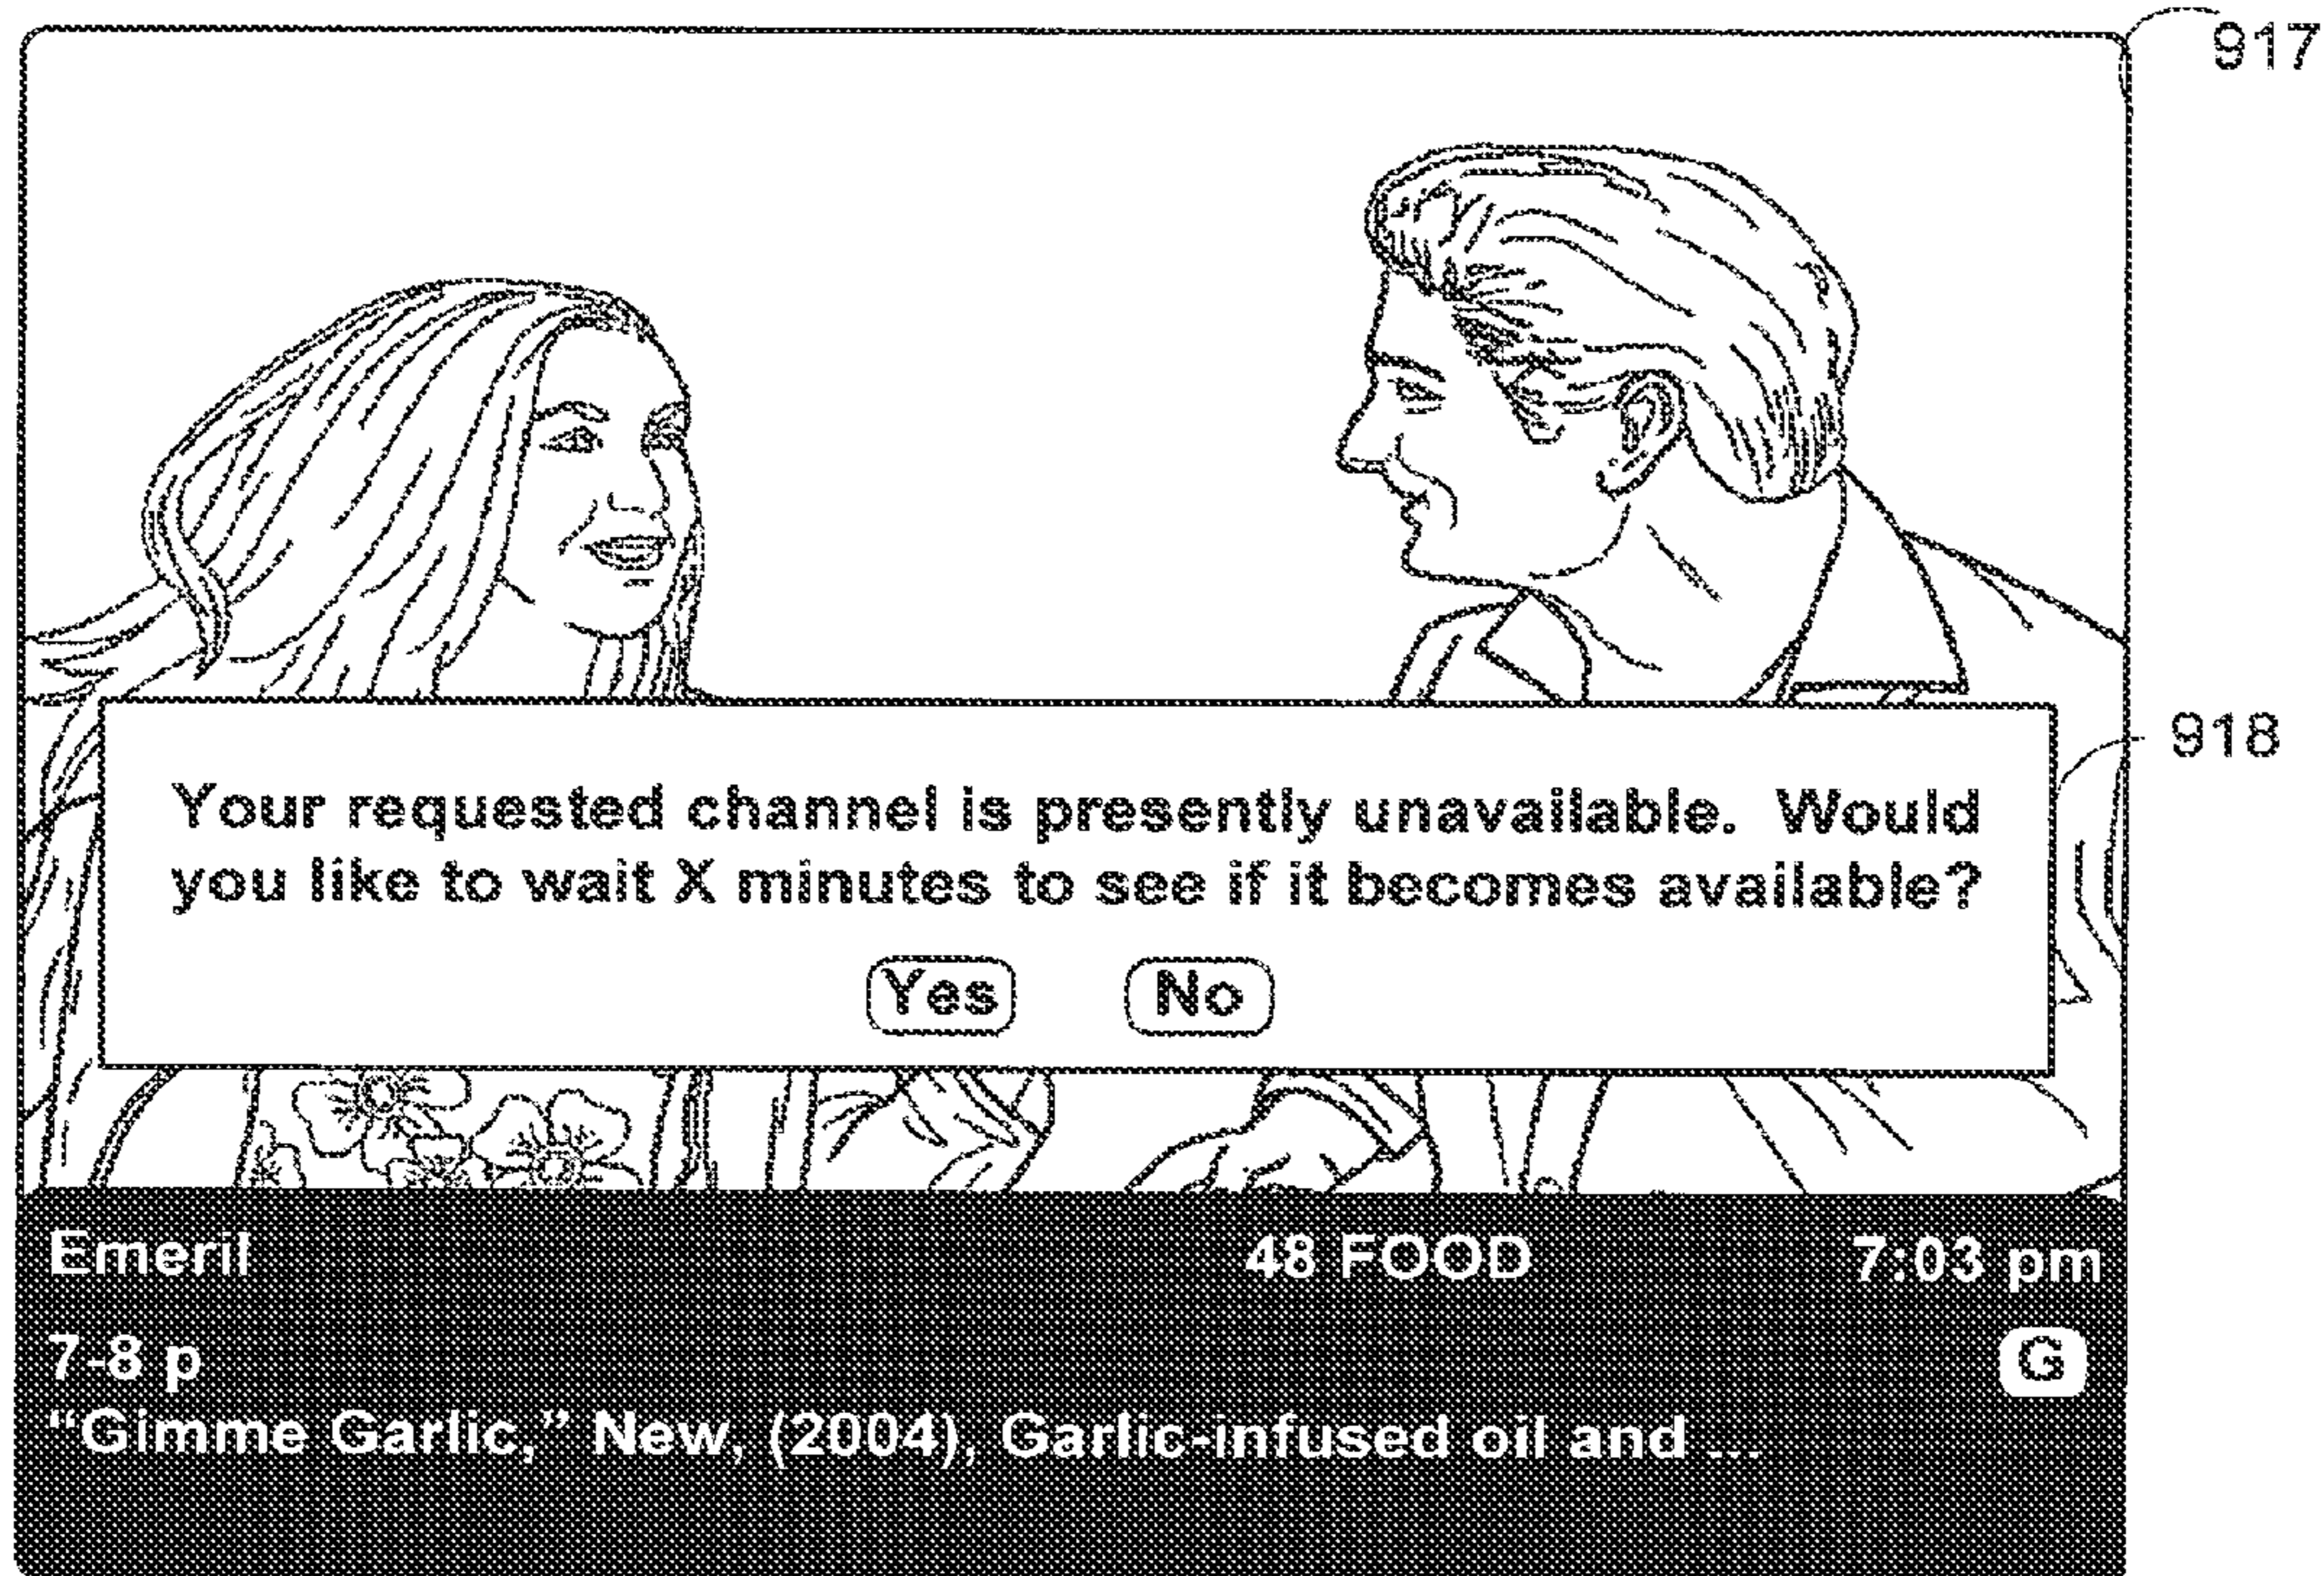 917
918
Your requested channel is presently unavailable. Would
you like to wait X minutes to see if it becomes available?
Yes No
Emeril 48 FOOD 7:03 pm
7-8 p G
“Gimme Garlic,” New, (2004), Garlic-infused oil and ...